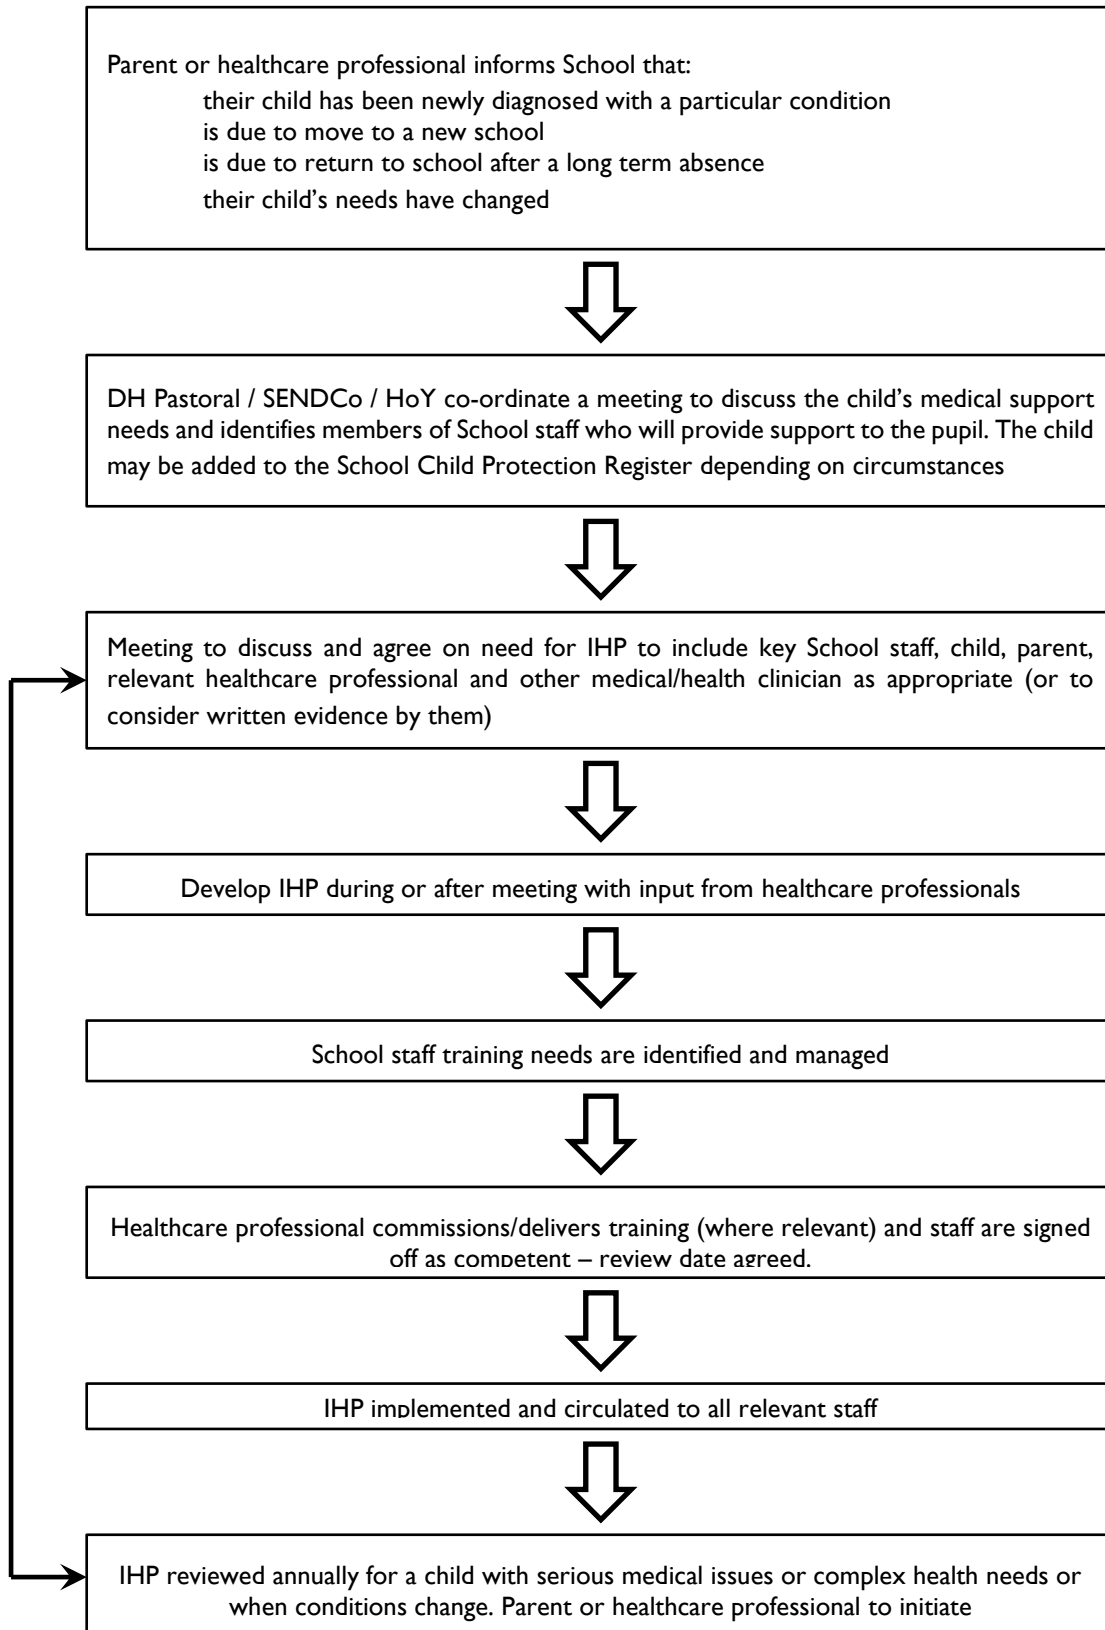 Parent or healthcare professional informs School that:
their child has been newly diagnosed with a particular condition
is due to move to a new school
is due to return to school after a long term absence
their child’s needs have changed
DH Pastoral / SENDCo / HoY co-ordinate a meeting to discuss the child’s medical support
needs and identifies members of School staff who will provide support to the pupil. The child
may be added to the School Child Protection Register depending on circumstances
Meeting to discuss and agree on need for IHP to include key School staff, child, parent,
relevant healthcare professional and other medical/health clinician as appropriate (or to
consider written evidence by them)
Develop IHP during or after meeting with input from healthcare professionals
School staff training needs are identified and managed
Healthcare professional commissions/delivers training (where relevant) and staff are signed
off as competent – review date agreed.
IHP implemented and circulated to all relevant staff
IHP reviewed annually for a child with serious medical issues or complex health needs or
when conditions change. Parent or healthcare professional to initiate